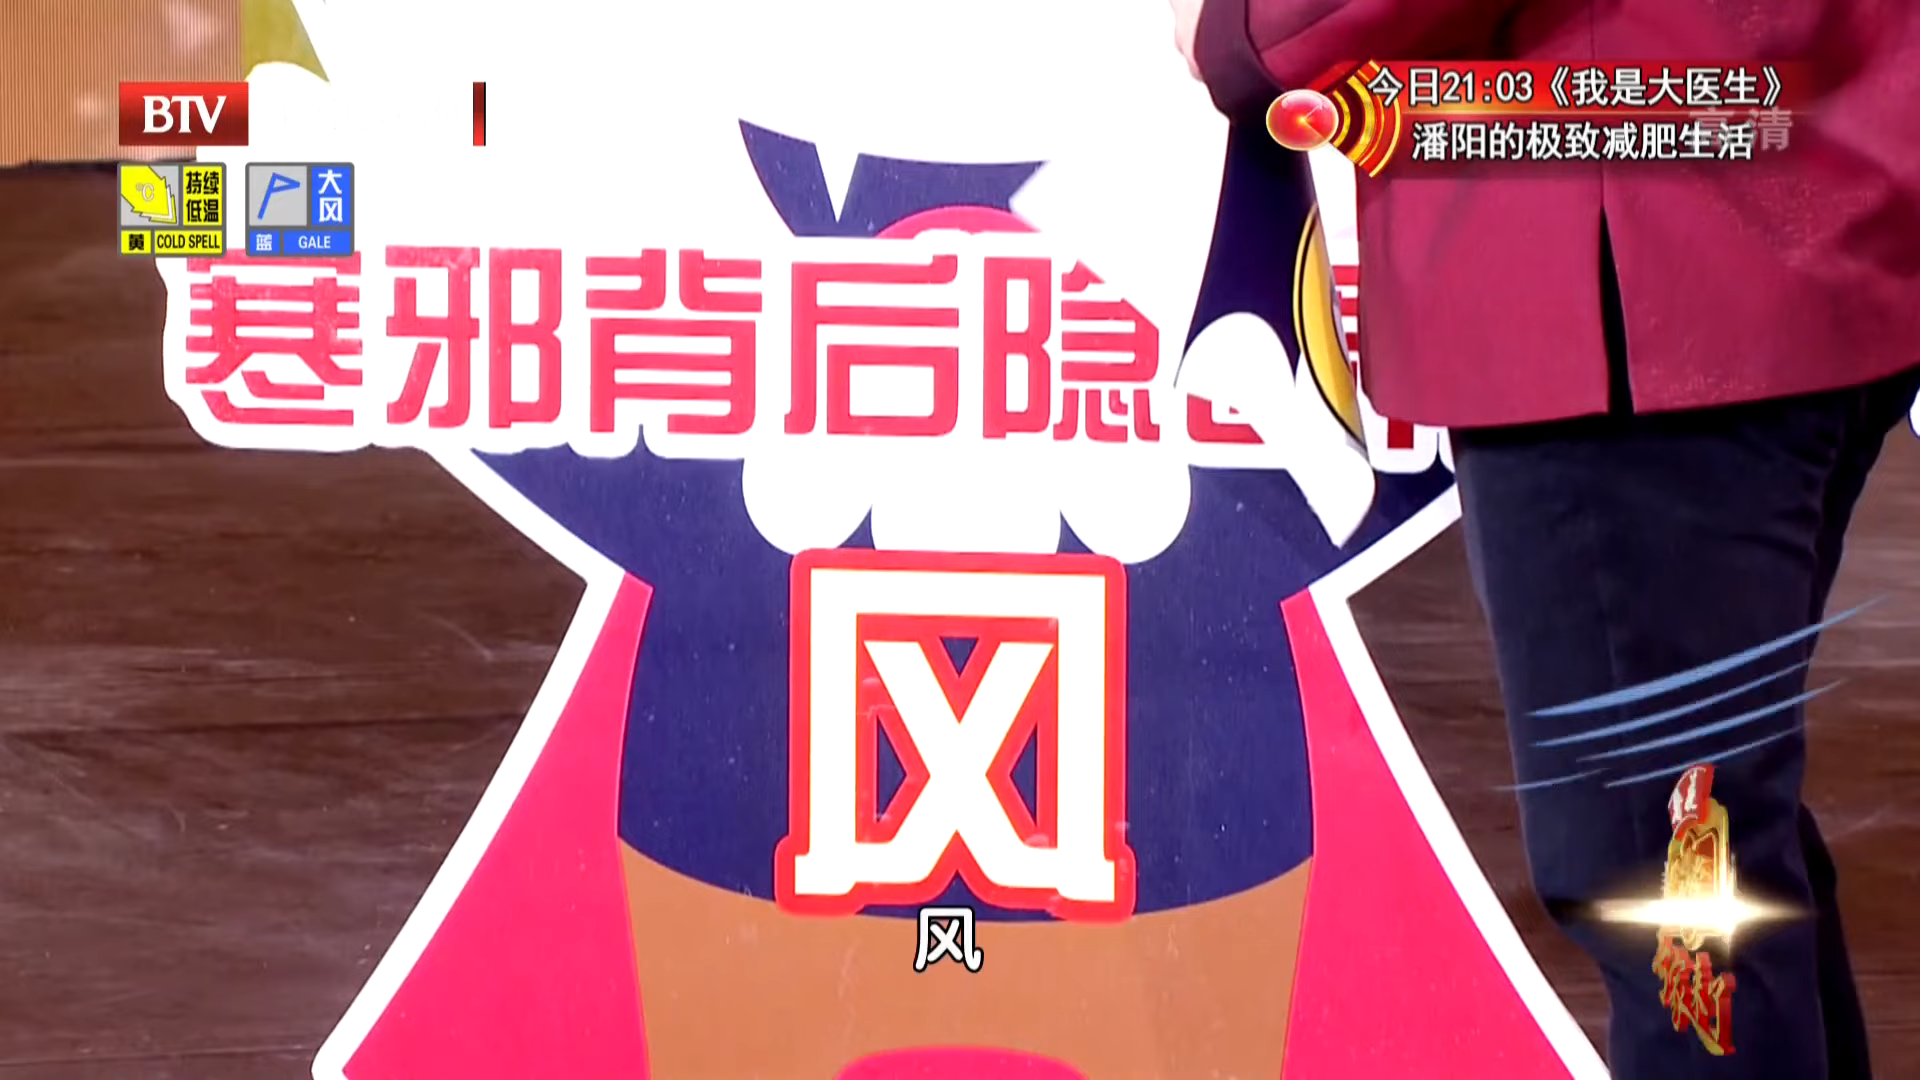 BTV
今日21:03《我是大医生》
潘阳的极致减肥生活
高清
℃
持续
低温
黄 COLD SPELL
大
风
蓝 GALE
寒邪背后隐
风
风